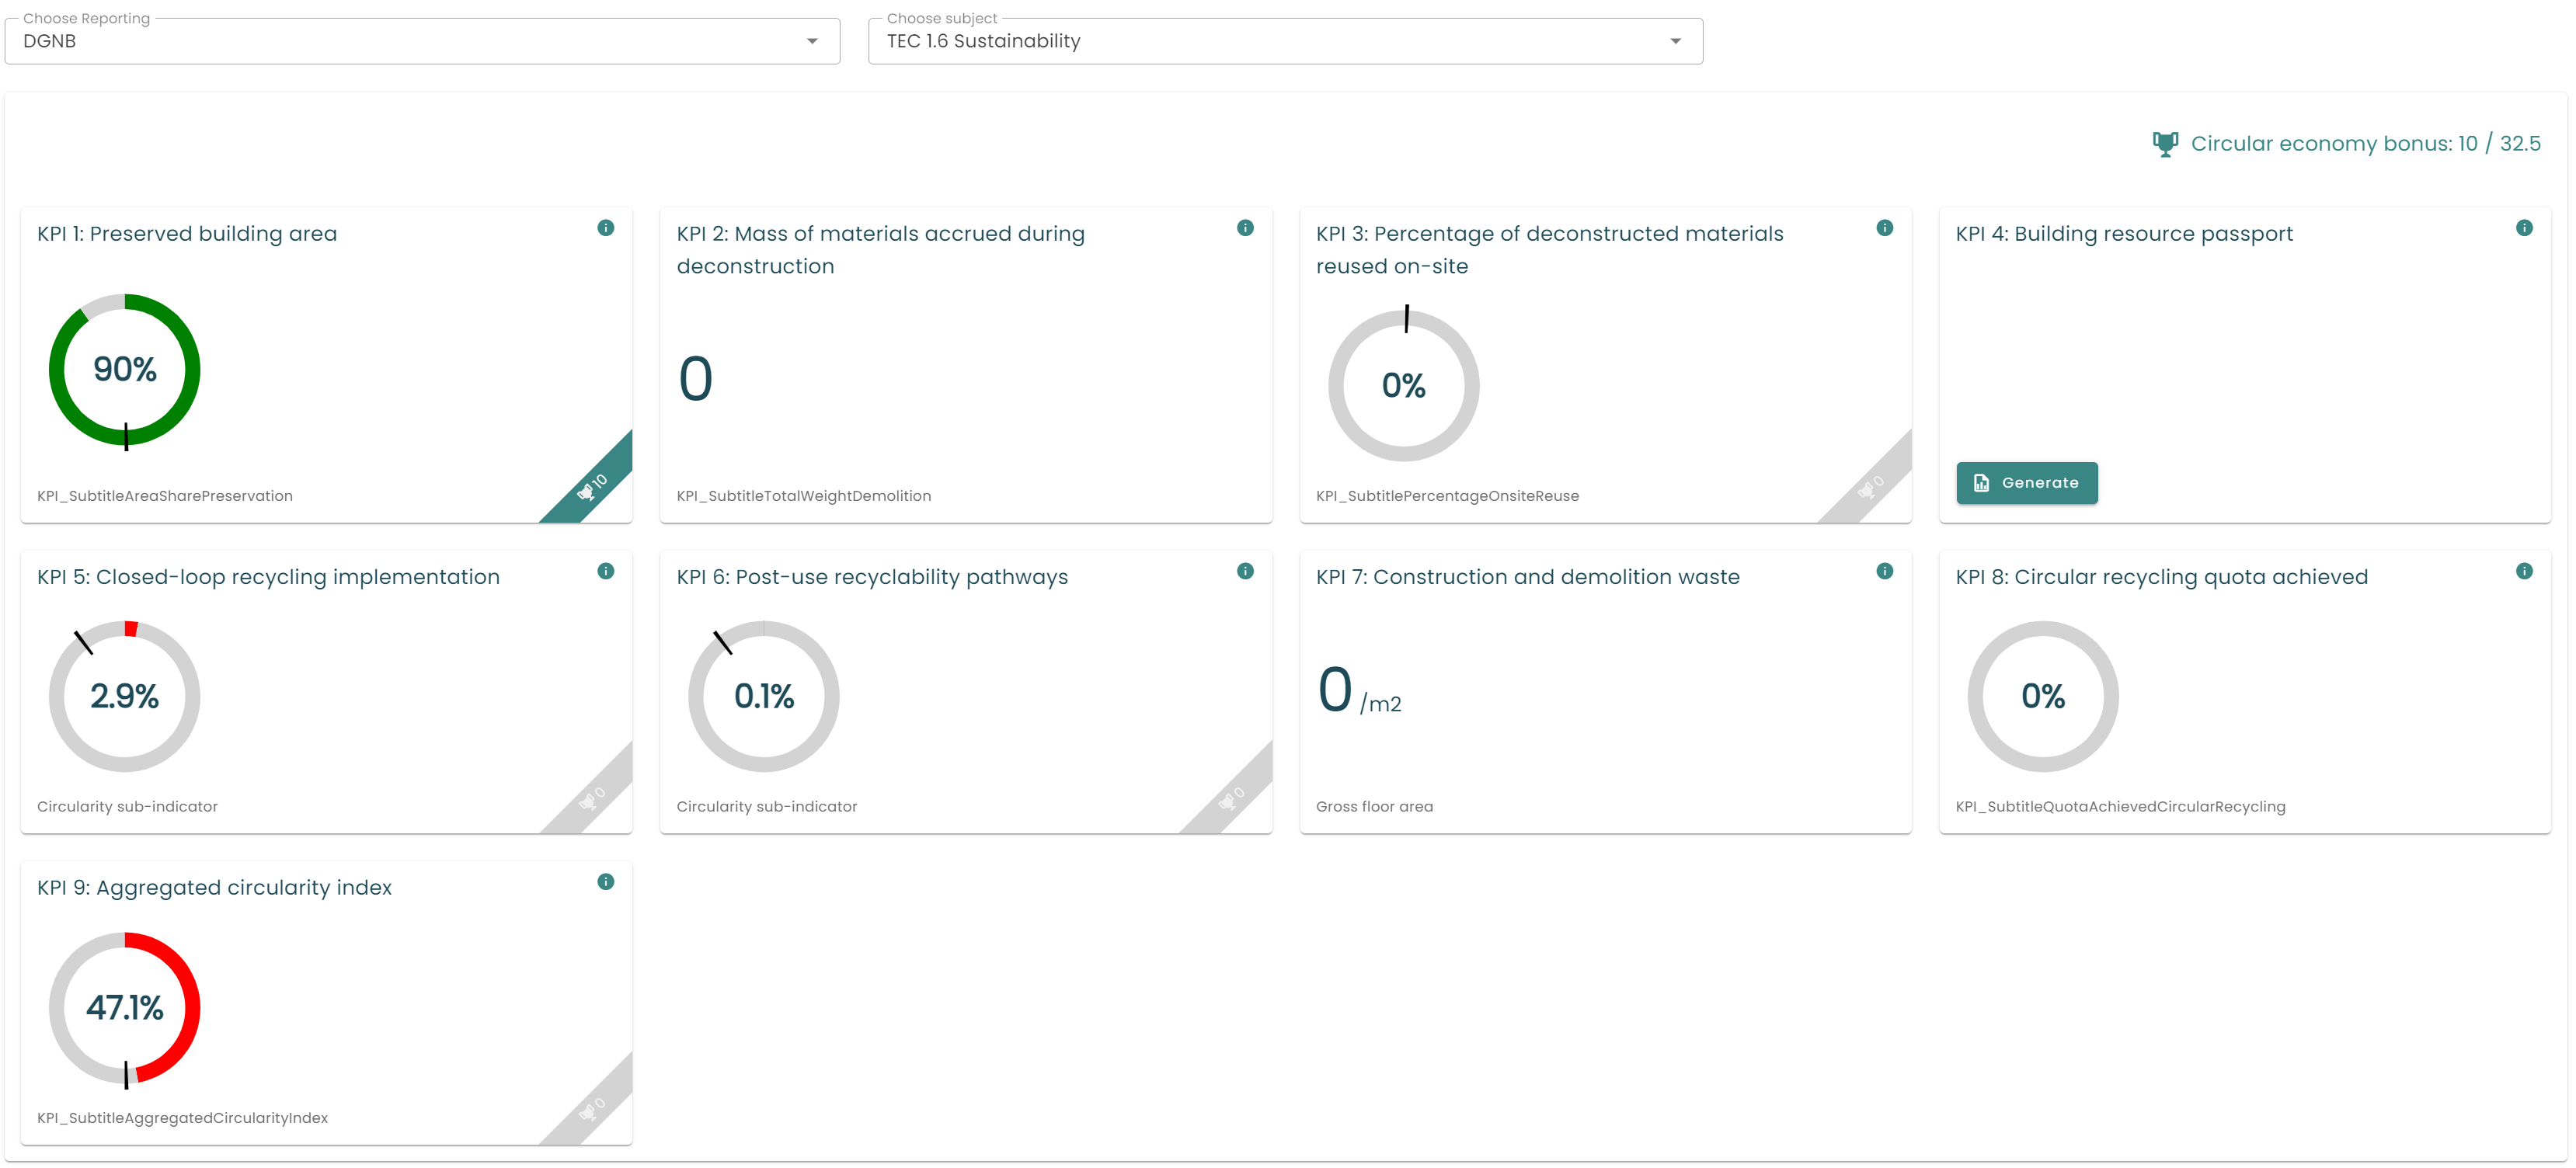 Choose Reporting
DGNB
Choose subject
TEC 1.6 Sustainability
Circular economy bonus: 10 / 32.5
KPI 1: Preserved building area
90%
KPI_SubtitleAreaSharePreservation
10
KPI 2: Mass of materials accrued during
deconstruction
0
KPI_SubtitleTotalWeightDemolition
KPI 3: Percentage of deconstructed materials
reused on-site
0%
KPI_SubtitlePercentageOnsiteReuse
0
KPI 4: Building resource passport
Generate
KPI 5: Closed-loop recycling implementation
2.9%
Circularity sub-indicator
0
KPI 6: Post-use recyclability pathways
0.1%
Circularity sub-indicator
0
KPI 7: Construction and demolition waste
0 /m2
Gross floor area
KPI 8: Circular recycling quota achieved
0%
KPI_SubtitleQuotaAchievedCircularRecycling
KPI 9: Aggregated circularity index
47.1%
KPI_SubtitleAggregatedCircularityIndex
0